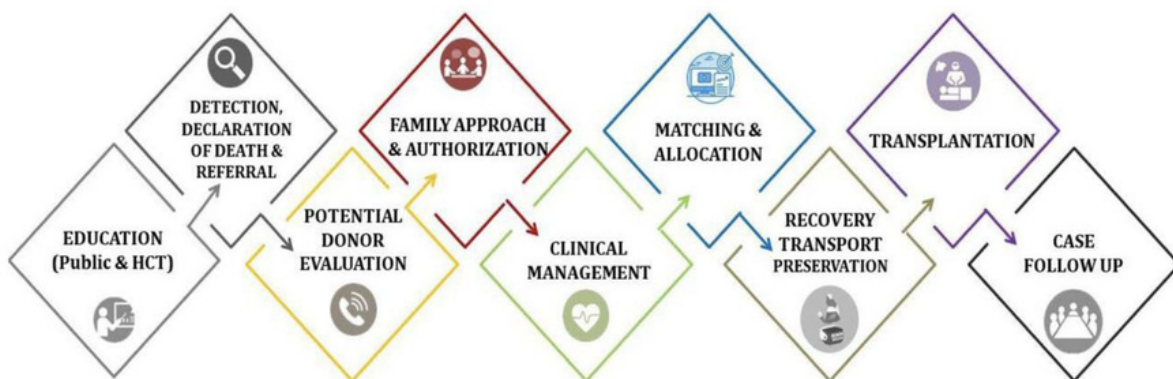 EDUCATION
(Public & HCT)
DETECTION,
DECLARATION
OF DEATH &
REFERRAL
POTENTIAL
DONOR
EVALUATION
FAMILY APPROACH
& AUTHORIZATION
CLINICAL
MANAGEMENT
MATCHING &
ALLOCATION
RECOVERY
TRANSPORT
PRESERVATION
TRANSPLANTATION
CASE
FOLLOW UP